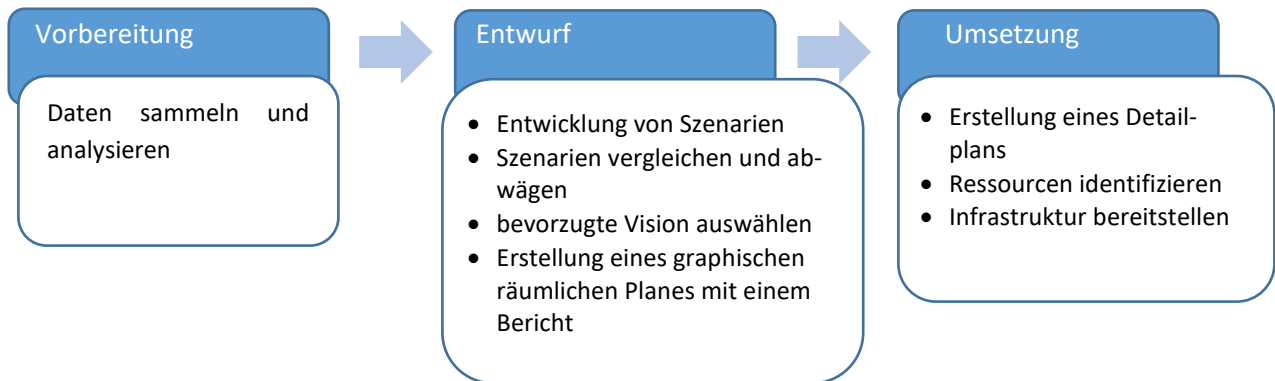 Vorbereitung
Daten sammeln und
analysieren
Entwurf
• Entwicklung von Szenarien
• Szenarien vergleichen und ab-
wägen
• bevorzugte Vision auswählen
• Erstellung eines graphischen
räumlichen Planes mit einem
Bericht
Umsetzung
• Erstellung eines Detail-
plans
• Ressourcen identifizieren
• Infrastruktur bereitstellen